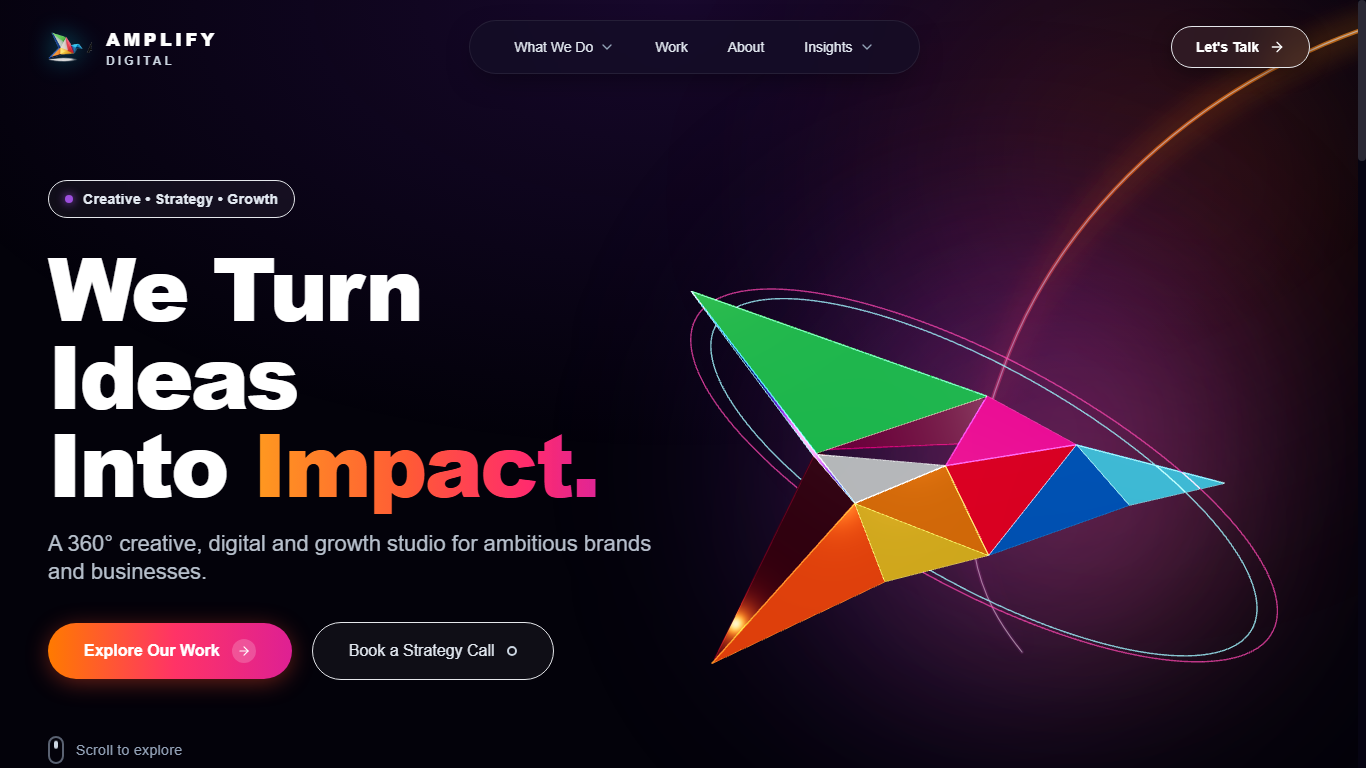 AMPLIFY
DIGITAL
What We Do
Work
About
Insights
Let's Talk
Creative • Strategy • Growth
We Turn
Ideas
Into Impact.
A 360° creative, digital and growth studio for ambitious brands
and businesses.
Explore Our Work
Book a Strategy Call
Scroll to explore